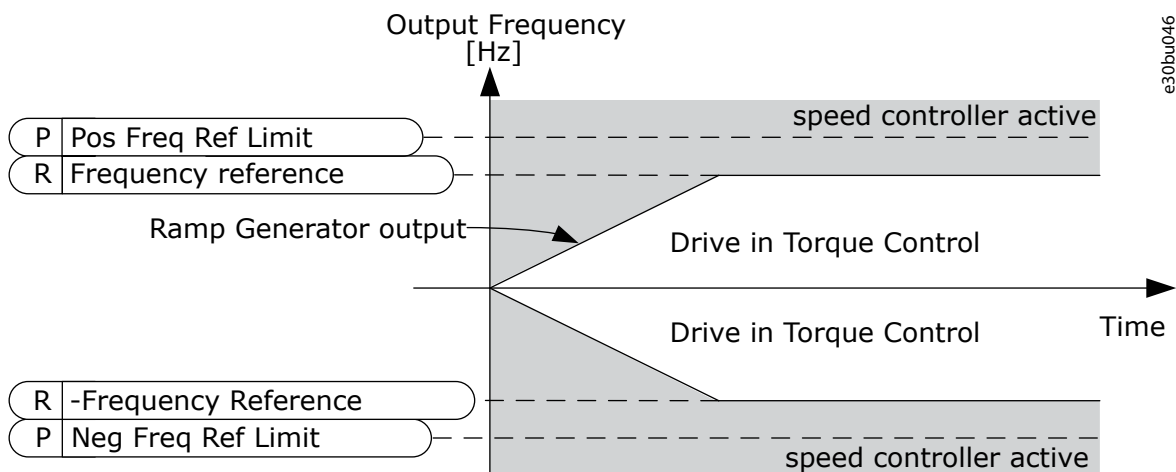 Output Frequency
[Hz]
e30bu046
speed controller active
P Pos Freq Ref Limit
R Frequency reference
Ramp Generator output
Drive in Torque Control
Drive in Torque Control
Time
R -Frequency Reference
P Neg Freq Ref Limit
speed controller active